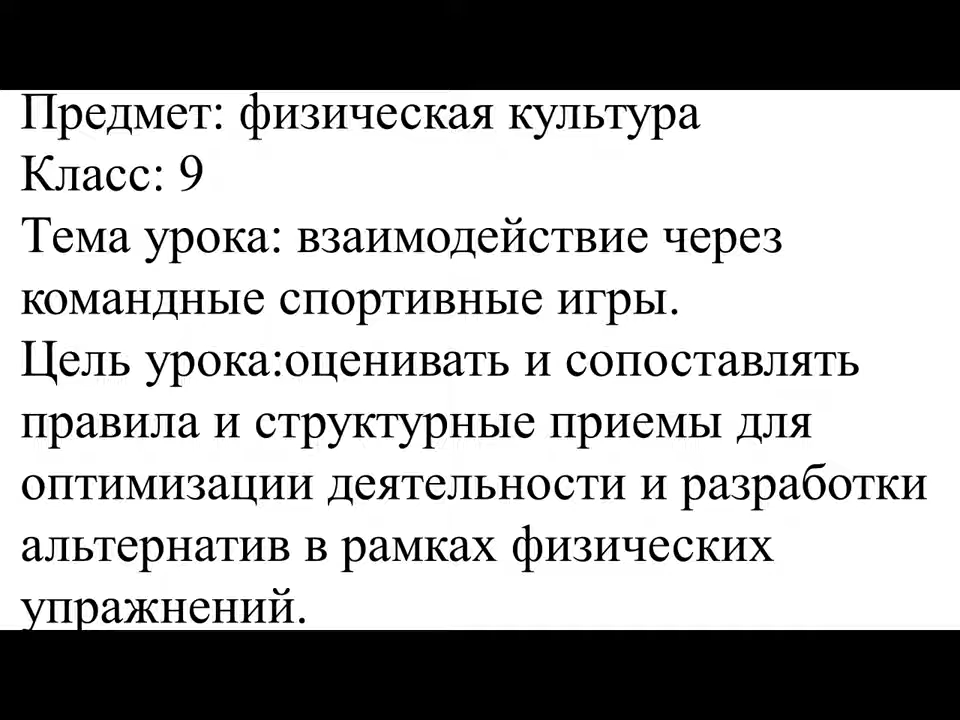 Предмет: физическая культура
Класс: 9
Тема урока: взаимодействие через
командные спортивные игры.
Цель урока:оценивать и сопоставлять
правила и структурные приемы для
оптимизации деятельности и разработки
альтернатив в рамках физических
упражнений.